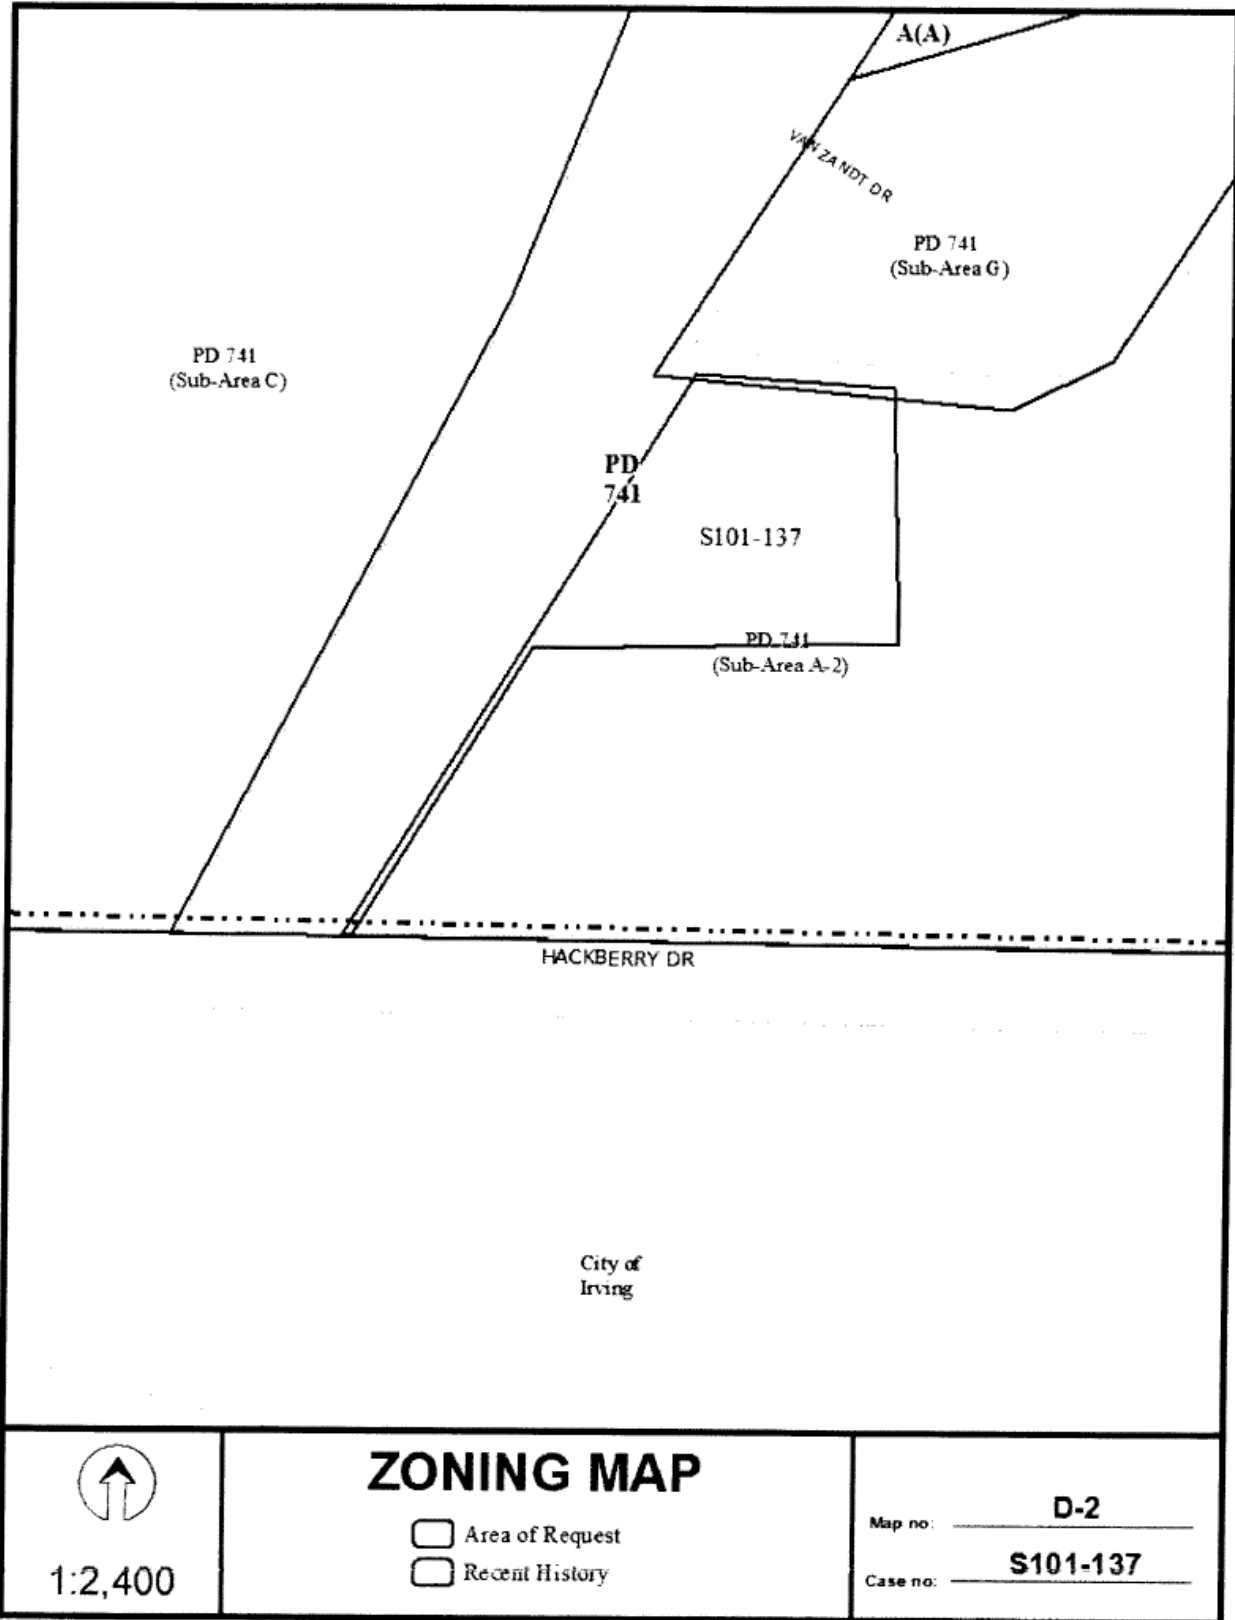 A(A)
VAN ZANDT DR
PD 741
(Sub-Area G)
PD 741
(Sub-Area C)
PD
741
S101-137
PD 741
(Sub-Area A-2)
HACKBERRY DR
City of
Irving
1:2,400
ZONING MAP
Area of Request
Recent History
Map no: D-2
Case no: S101-137